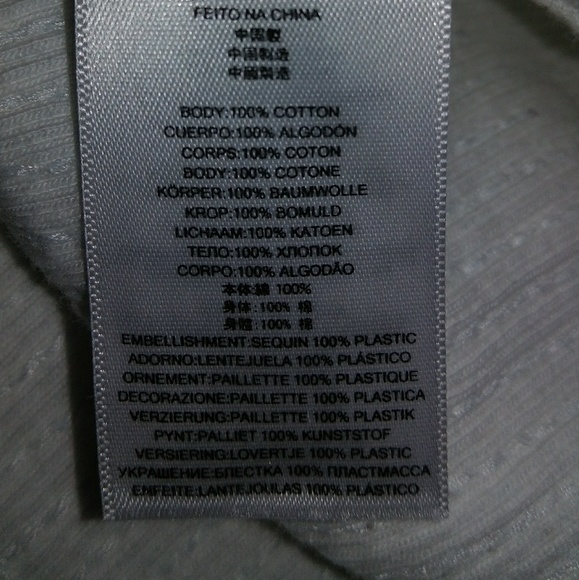 FEITO NA CHINA
中国製
中国制造
中國製造
BODY:100% COTTON
CUERPO:100% ALGODÓN
CORPS:100% COTON
BODY:100% COTONE
KÖRPER:100% BAUMWOLLE
KROP:100% BOMULD
LICHAAM:100% KATOEN
ТЕЛО:100% ХЛОПОК
CORPO:100% ALGODÃO
本体:綿 100%
身体: 100% 棉
身體: 100% 棉
EMBELLISHMENT:SEQUIN 100% PLASTIC
ADORNO:LENTEJUELA 100% PLÁSTICO
ORNEMENT:PAILLETTE 100% PLASTIQUE
DECORAZIONE:PAILLETTE 100% PLASTICA
VERZIERUNG:PAILLETTE 100% PLASTIK
PYNT:PALLIET 100% KUNSTSTOF
VERSIERING:LOVERTJE 100% PLASTIC
УКРАШЕНИЕ:БЛЕСТКА 100% ПЛАСТМАССА
ENFEITE:LANTEJOULAS 100% PLÁSTICO